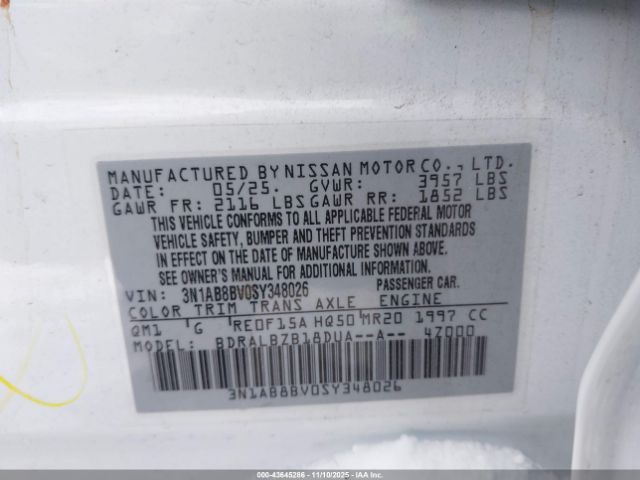 MANUFACTURED BY NISSAN MOTOR CO., LTD.
DATE: 05/25. GVWR: 3957 LBS
GAWR FR: 2116 LBS GAWR RR: 1852 LBS
THIS VEHICLE CONFORMS TO ALL APPLICABLE FEDERAL MOTOR
VEHICLE SAFETY, BUMPER AND THEFT PREVENTION STANDARDS
IN EFFECT ON THE DATE OF MANUFACTURE SHOWN ABOVE.
SEE OWNER'S MANUAL FOR ADDITIONAL INFORMATION
VIN: 3N1AB8BV0SY348026 PASSENGER CAR.
COLOR TRIM TRANS AXLE ENGINE
QM1 G RE0F15A HQ50 MR20 1997 CC
MODEL: BDRALBZB18DUA--A-- 4Z000
3N1AB8BV0SY348026
000-43645286 - 11/10/2025 - IAA Inc.